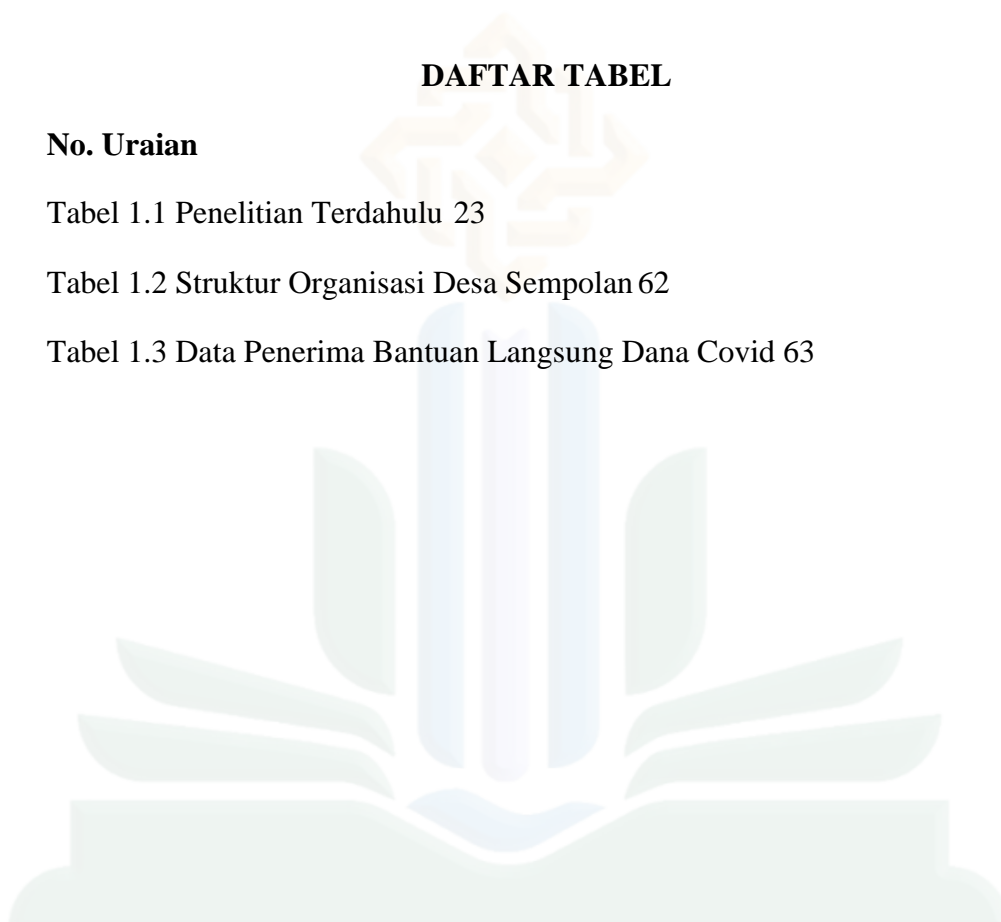 DAFTAR TABEL
No. Uraian
Tabel 1.1 Penelitian Terdahulu 23
Tabel 1.2 Struktur Organisasi Desa Sempolan 62
Tabel 1.3 Data Penerima Bantuan Langsung Dana Covid 63